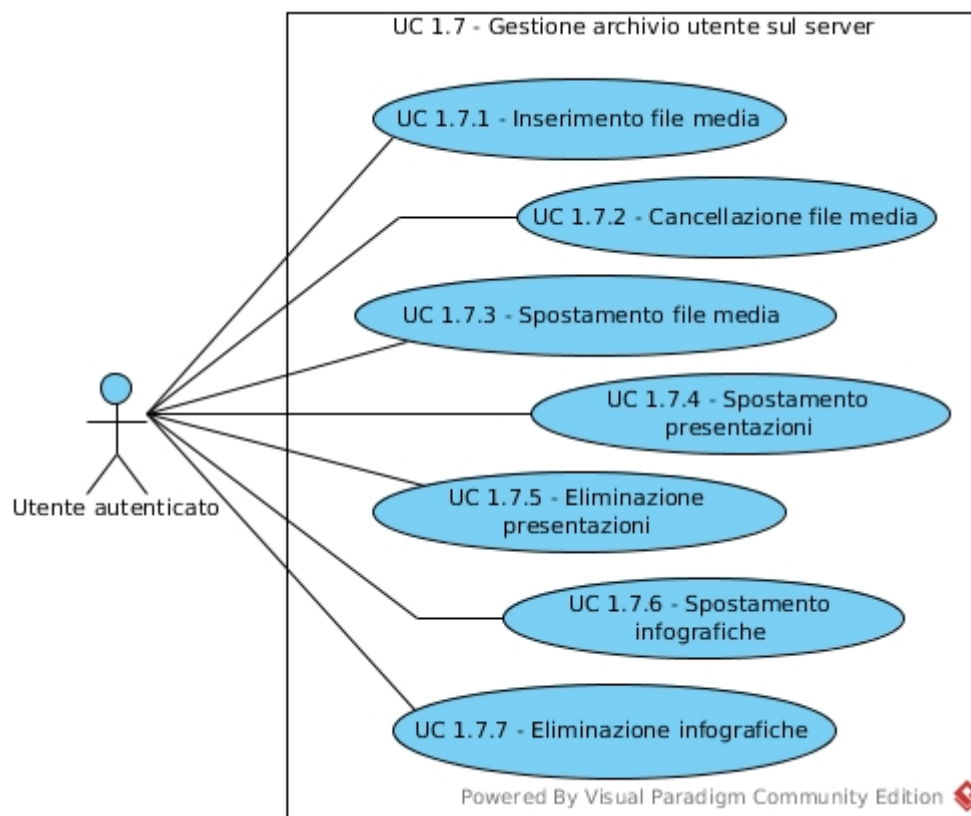 UC 1.7 - Gestione archivio utente sul server
UC 1.7.1 - Inserimento file media
UC 1.7.2 - Cancellazione file media
UC 1.7.3 - Spostamento file media
UC 1.7.4 - Spostamento
presentazioni
Utente autenticato
UC 1.7.5 - Eliminazione
presentazioni
UC 1.7.6 - Spostamento
infografiche
UC 1.7.7 - Eliminazione infografiche
Powered By Visual Paradigm Community Edition